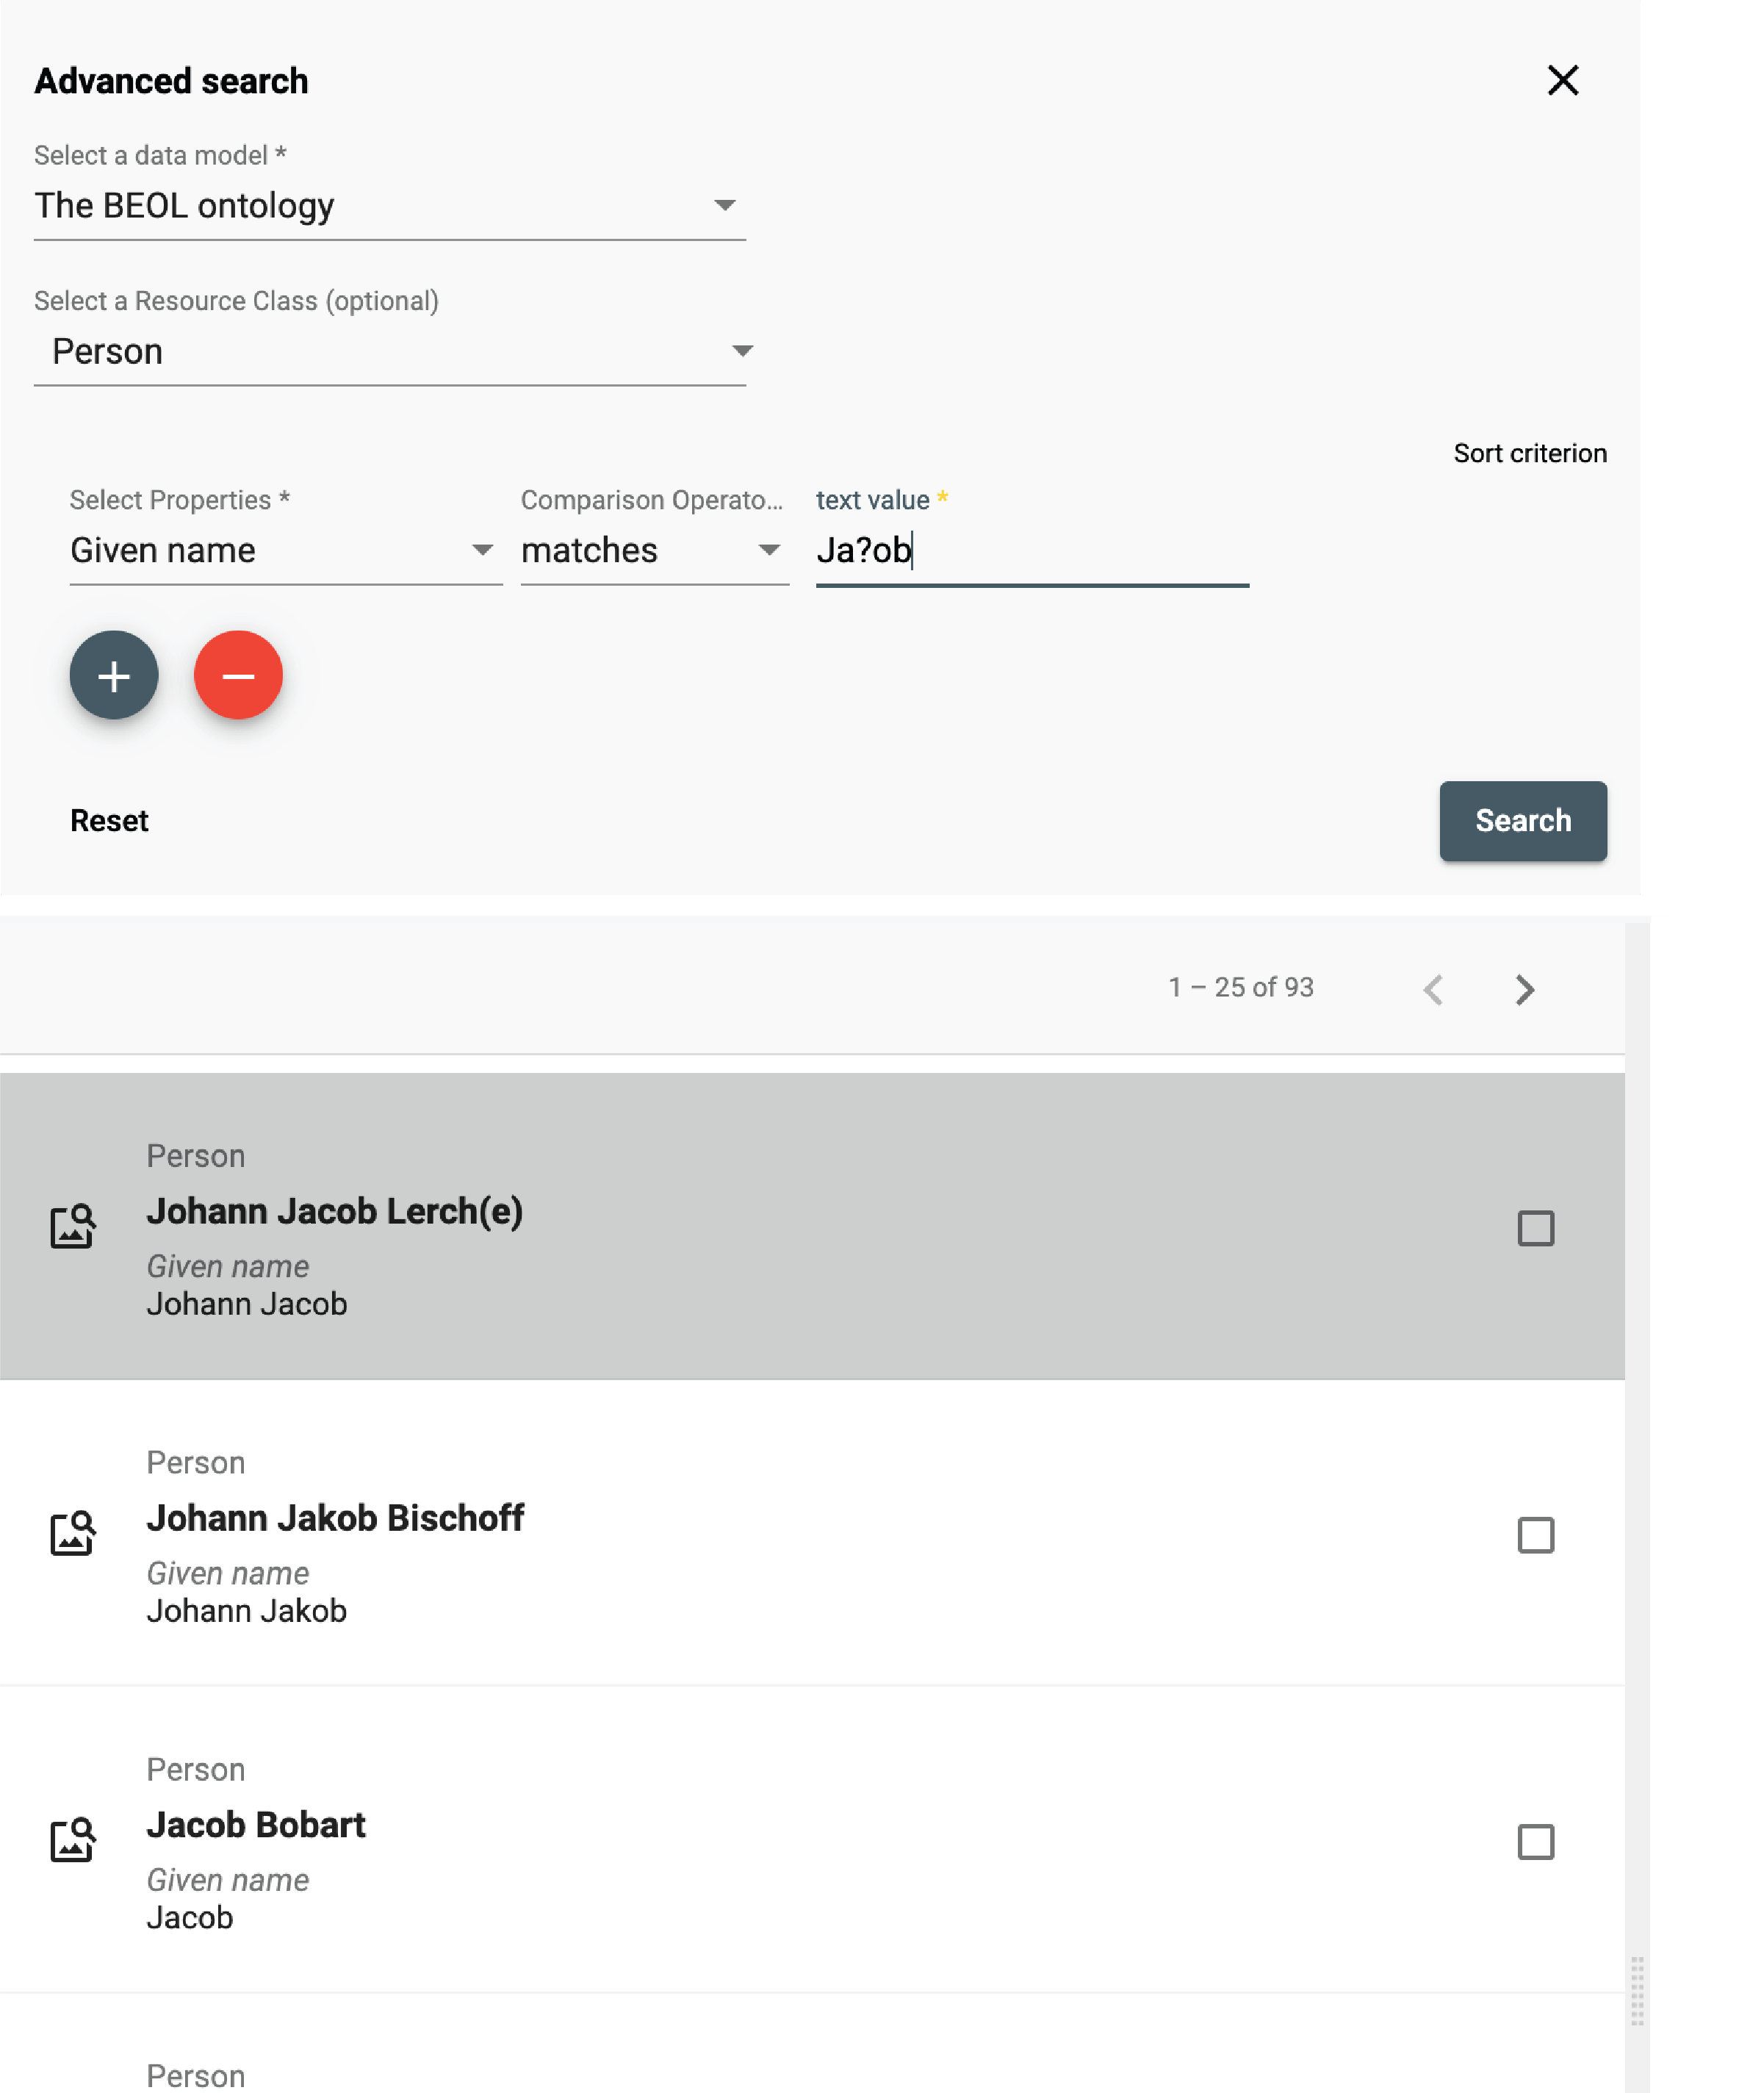 Advanced search
Select a data model *
The BEOL ontology
Select a Resource Class (optional)
Person
Sort criterion
Select Properties * Comparison Operato... text value *
Given name matches Ja?ob
Reset Search
1 – 25 of 93
Person
Johann Jacob Lerch(e)
Given name
Johann Jacob
Person
Johann Jakob Bischoff
Given name
Johann Jakob
Person
Jacob Bobart
Given name
Jacob
Person